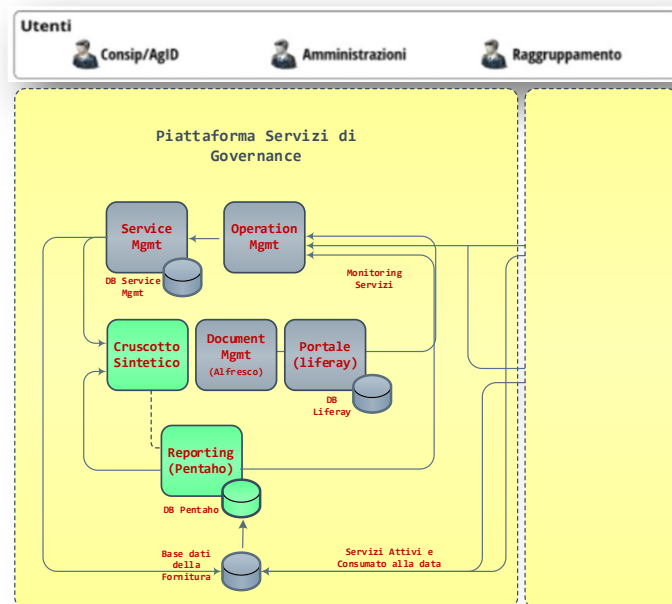 Utenti
Consip/AgID
Amministrazioni
Raggruppamento
Piattaforma Servizi di
Governance
Service
Mgmt
Operation
Mgmt
DB Service
Mgmt
Monitoring
Servizi
Cruscotto
Sintetico
Document
Mgmt
(Alfresco)
Portale
(liferay)
DB
Liferay
Reporting
(Pentaho)
DB Pentaho
Base dati
della
Fornitura
Servizi Attivi e
Consumato alla data